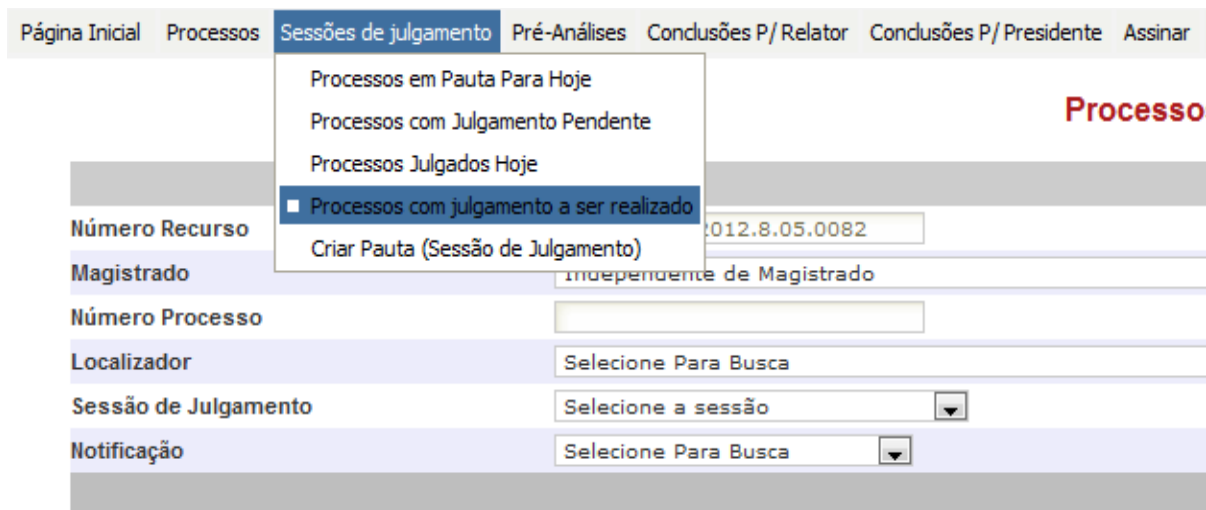 Página Inicial Processos Sessões de julgamento Pré-Análises Conclusões P/ Relator Conclusões P/ Presidente Assinar
Processos em Pauta Para Hoje
Processos com Julgamento Pendente
Processos Julgados Hoje
Processos com julgamento a ser realizado
Criar Pauta (Sessão de Julgamento)
Processo
Número Recurso 2012.8.05.0082
Magistrado Independente de Magistrado
Número Processo
Localizador Selecione Para Busca
Sessão de Julgamento Selecione a sessão
Notificação Selecione Para Busca